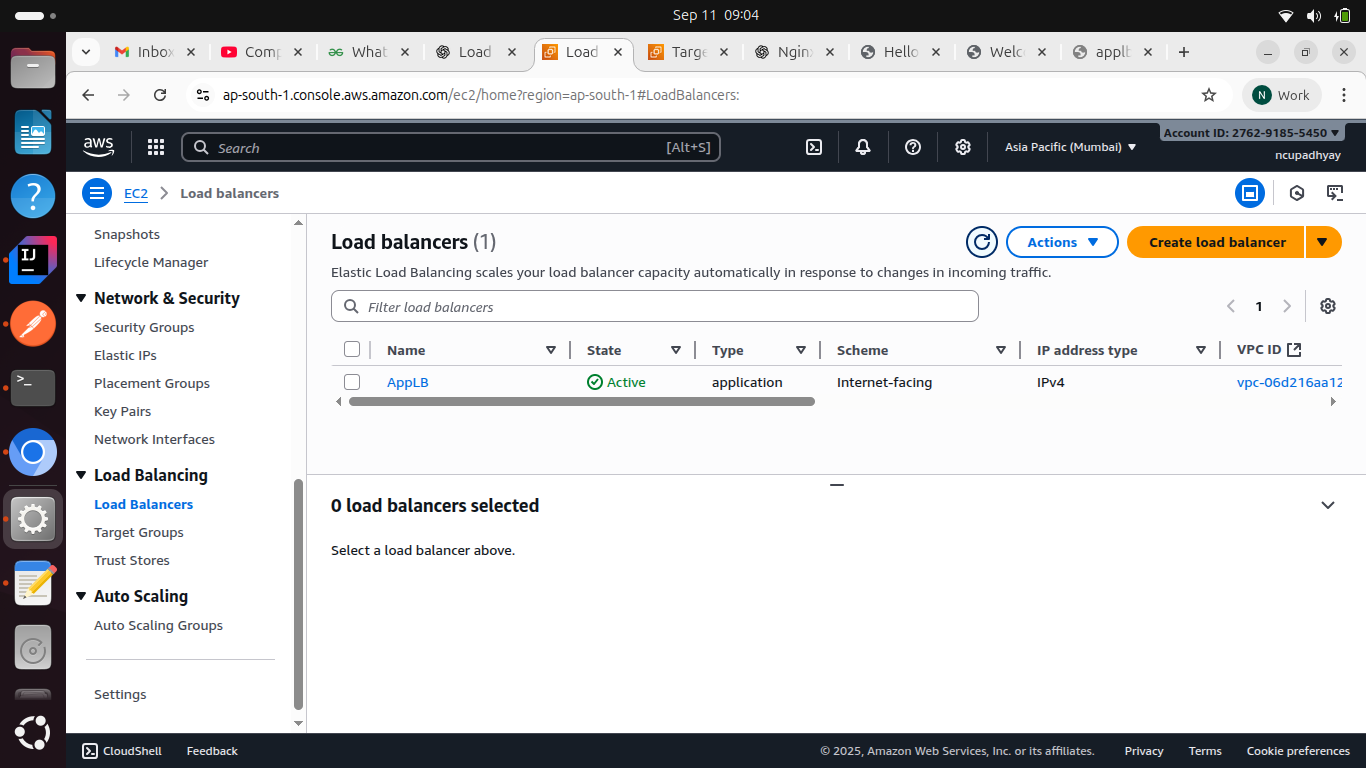 Sep 11 09:04
Inbox
Comp
What
Load
Load
Targe
Nginx
Hello
Welc
applb
ap-south-1.console.aws.amazon.com/ec2/home?region=ap-south-1#LoadBalancers:
N Work
aws
Search [Alt+S]
Asia Pacific (Mumbai)
Account ID: 2762-9185-5450
ncupadhyay
EC2 Load balancers
Snapshots
Lifecycle Manager
Network & Security
Security Groups
Elastic IPs
Placement Groups
Key Pairs
Network Interfaces
Load Balancing
Load Balancers
Target Groups
Trust Stores
Auto Scaling
Auto Scaling Groups
Settings
Load balancers (1)
Actions
Create load balancer
Elastic Load Balancing scales your load balancer capacity automatically in response to changes in incoming traffic.
Filter load balancers
1
Name State Type Scheme IP address type VPC ID
AppLB Active application Internet-facing IPv4 vpc-06d216aa12
0 load balancers selected
Select a load balancer above.
CloudShell Feedback © 2025, Amazon Web Services, Inc. or its affiliates. Privacy Terms Cookie preferences